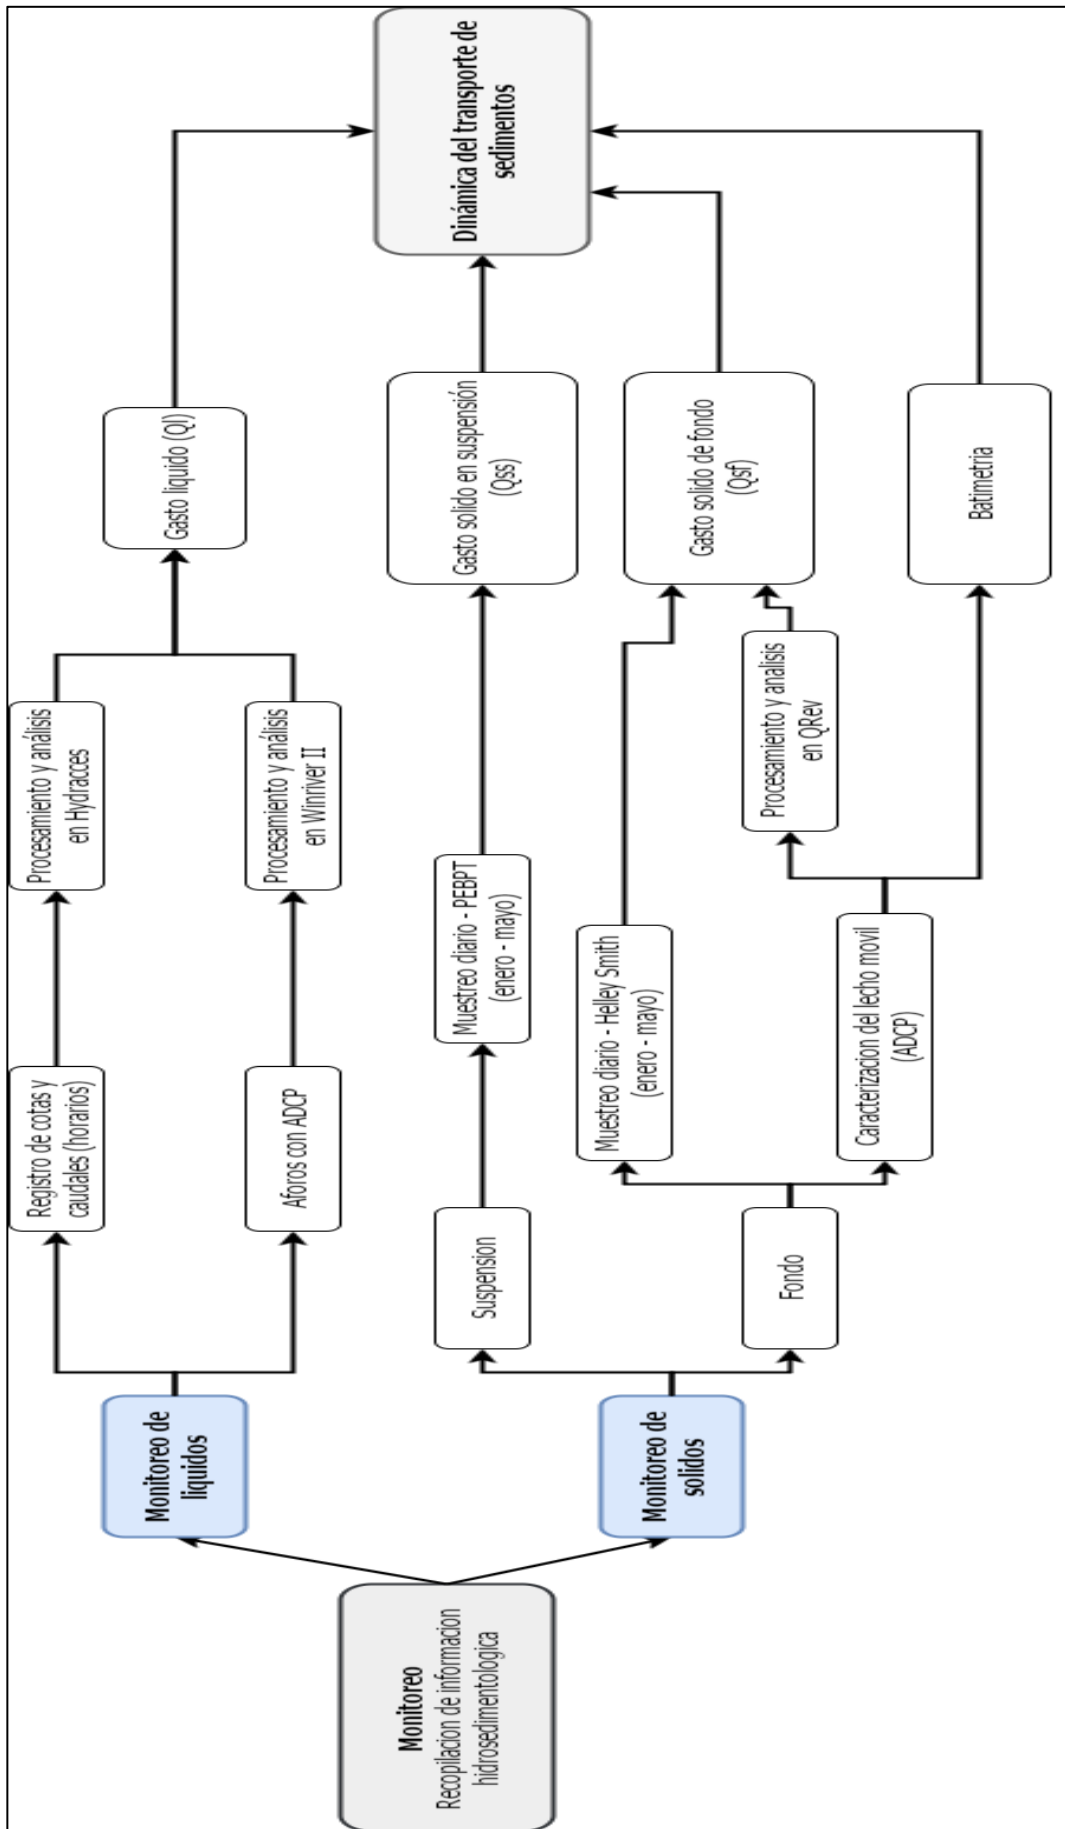 Monitoreo
Recopilacion de informacion
hidrosedimentologica
Monitoreo de
liquidos
Monitoreo de
solidos
Registro de cotas y
caudales (horarios)
Aforos con ADCP
Suspension
Fondo
Procesamiento y análisis
en Hydracces
Procesamiento y análisis
en Winriver II
Muestreo diario - PEBPT
(enero - mayo)
Muestreo diario - Helley Smith
(enero - mayo)
Caracterizacion del lecho movil
(ADCP)
Procesamiento y analisis
en QRev
Gasto liquido (Ql)
Gasto solido en suspensión
(Qss)
Gasto solido de fondo
(Qsf)
Batimetria
Dinámica del transporte de
sedimentos